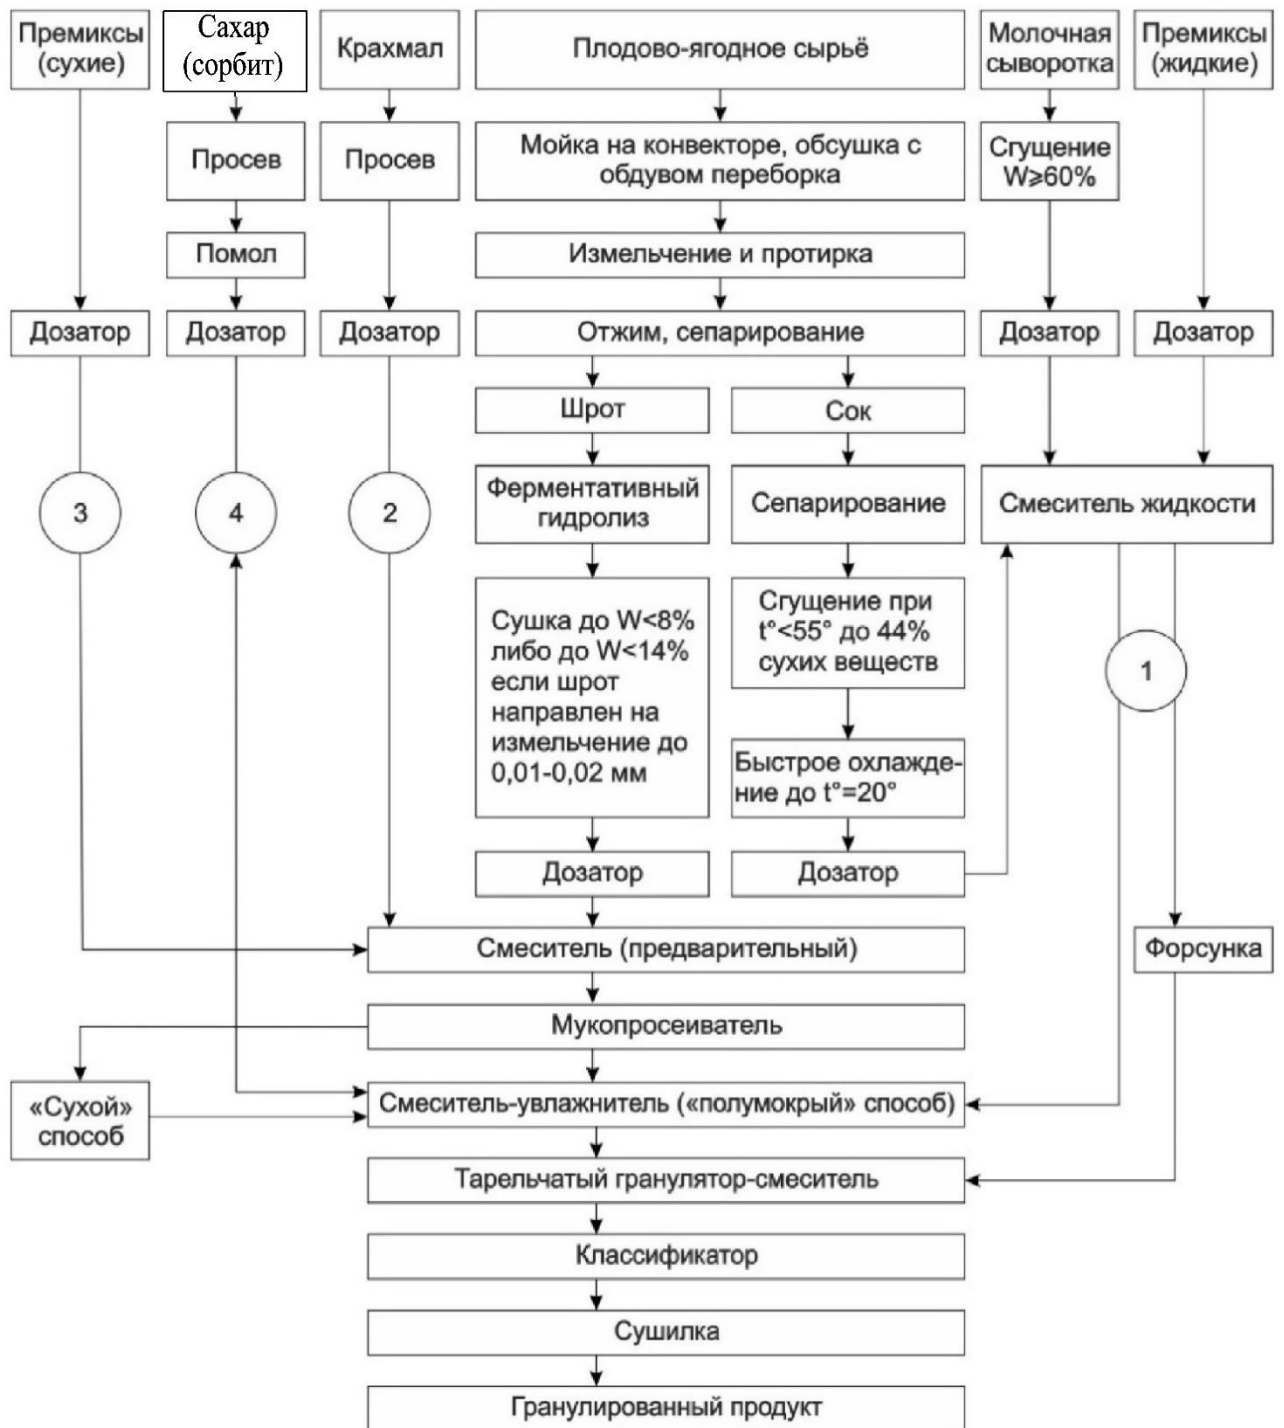 Премиксы
(сухие)
Сахар
(сорбит)
Крахмал
Плодово-ягодное сырьё
Молочная
сыворотка
Премиксы
(жидкие)
Просев
Просев
Мойка на конвекторе, обсушка с
обдувом переборка
Сгущение
W⩾60%
Помол
Измельчение и протирка
Дозатор
Дозатор
Дозатор
Отжим, сепарирование
Дозатор
Дозатор
Шрот
Сок
3
4
2
Ферментативный
гидролиз
Сепарирование
Смеситель жидкости
Сушка до W<8%
либо до W<14%
если шрот
направлен на
измельчение до
0,01-0,02 мм
Сгущение при
t°<55° до 44%
сухих веществ
1
Быстрое охлажде-
ние до t°=20°
Дозатор
Дозатор
Смеситель (предварительный)
Форсунка
Мукопросеиватель
«Сухой»
способ
Смеситель-увлажнитель («полумокрый» способ)
Тарельчатый гранулятор-смеситель
Классификатор
Сушилка
Гранулированный продукт